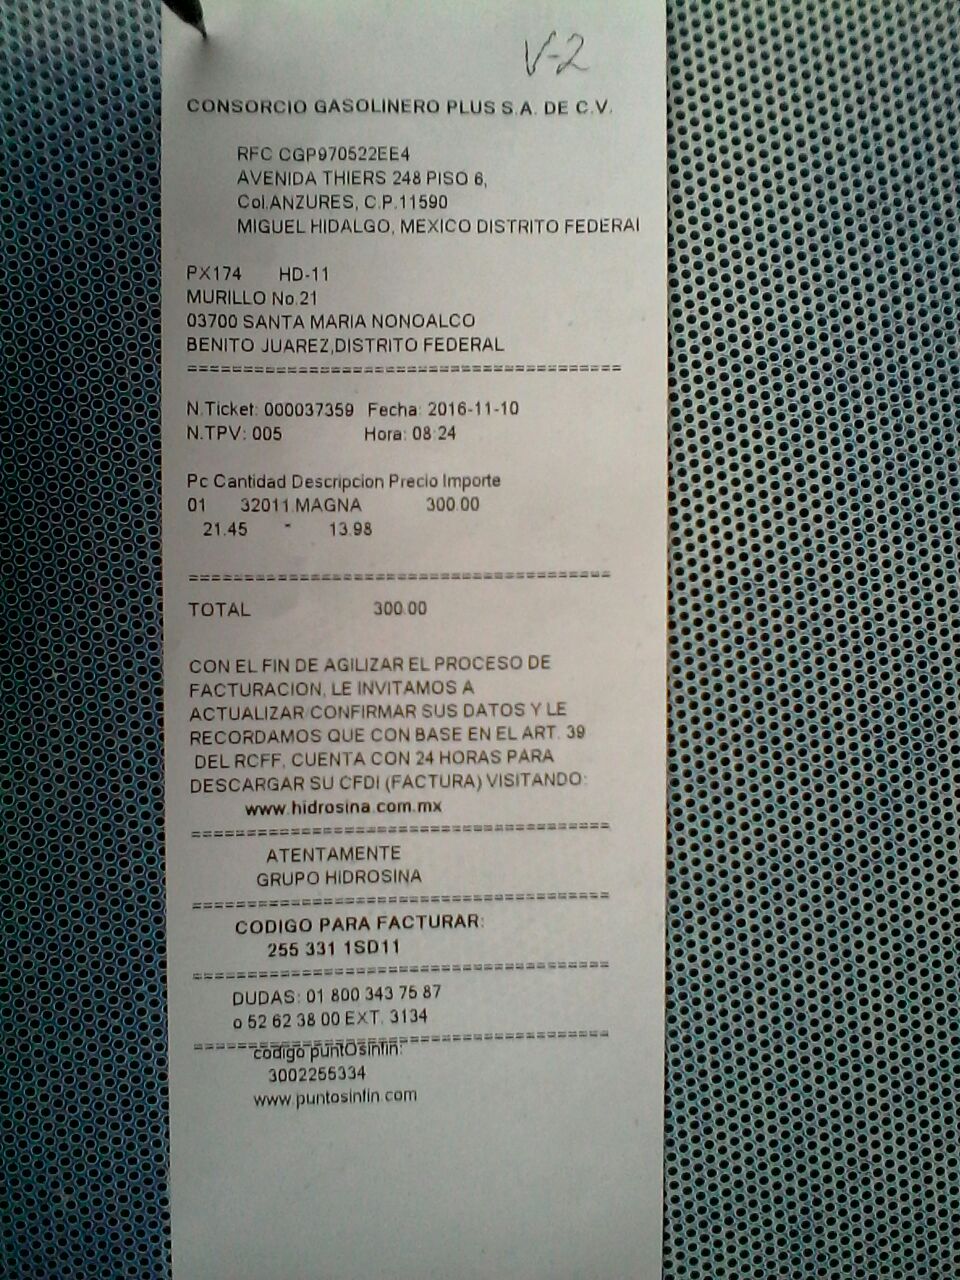 V-2
CONSORCIO GASOLINERO PLUS S.A. DE C.V.
RFC CGP970522EE4
AVENIDA THIERS 248 PISO 6,
Col.ANZURES, C.P.11590
MIGUEL HIDALGO, MEXICO DISTRITO FEDERAl
PX174 HD-11
MURILLO No.21
03700 SANTA MARIA NONOALCO
BENITO JUAREZ,DISTRITO FEDERAL
=======================================
N.Ticket: 000037359 Fecha: 2016-11-10
N.TPV: 005 Hora: 08:24
Pc Cantidad Descripcion Precio Importe
01 32011 MAGNA 300.00
21.45 - 13.98
======================================
TOTAL 300.00
CON EL FIN DE AGILIZAR EL PROCESO DE
FACTURACION, LE INVITAMOS A
ACTUALIZAR/CONFIRMAR SUS DATOS Y LE
RECORDAMOS QUE CON BASE EN EL ART. 39
DEL RCFF, CUENTA CON 24 HORAS PARA
DESCARGAR SU CFDI (FACTURA) VISITANDO:
www.hidrosina.com.mx
======================================
ATENTAMENTE
GRUPO HiDROSINA
======================================
CODIGO PARA FACTURAR:
255 331 1SD11
======================================
DUDAS: 01 800 343 75 87
o 52 62 38 00 EXT. 3134
======================================
codigo puntOsinfin:
3002255334
www.puntosinfin.com